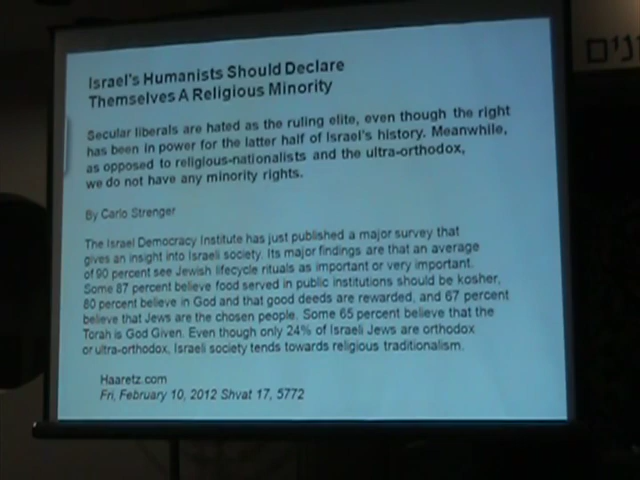 Israel's Humanists Should Declare
Themselves A Religious Minority
Secular liberals are hated as the ruling elite, even though the right
has been in power for the latter half of Israel's history. Meanwhile,
as opposed to religious-nationalists and the ultra-orthodox,
we do not have any minority rights.
By Carlo Strenger
The Israel Democracy Institute has just published a major survey that
gives an insight into Israeli society. Its major findings are that an average
of 90 percent see Jewish lifecycle rituals as important or very important.
Some 87 percent believe food served in public institutions should be kosher,
80 percent believe in God and that good deeds are rewarded, and 67 percent
believe that Jews are the chosen people. Some 65 percent believe that the
Torah is God Given. Even though only 24% of Israeli Jews are orthodox
or ultra-orthodox, Israeli society tends towards religious traditionalism.
Haaretz.com
Fri, February 10, 2012 Shvat 17, 5772